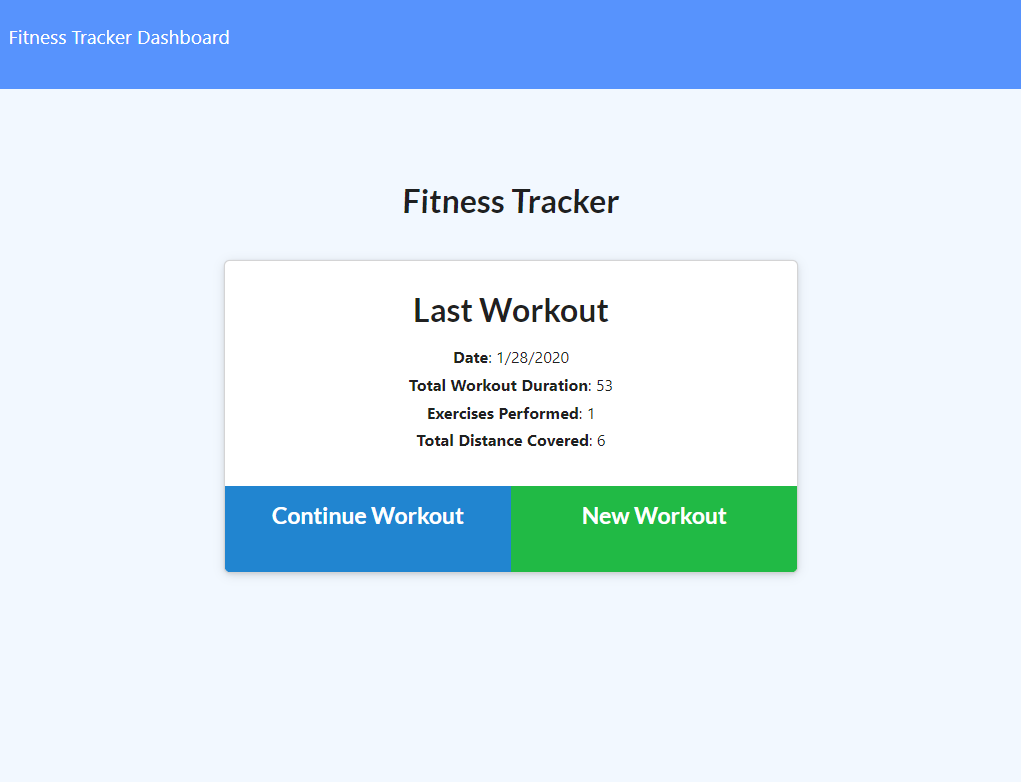 Fitness Tracker Dashboard
Fitness Tracker
Last Workout
Date: 1/28/2020
Total Workout Duration: 53
Exercises Performed: 1
Total Distance Covered: 6
Continue Workout
New Workout